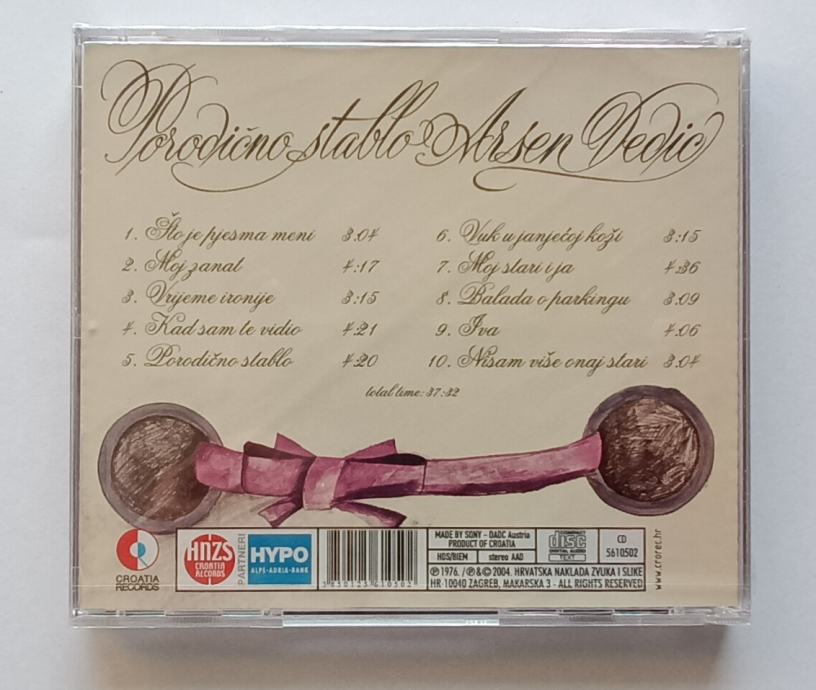 Porodično stablo Arsen Dedić
1. Što je pjesma meni 3:04
2. Moj zanat 4:17
3. Vrijeme ironije 3:15
4. Kad sam te vidio 4:21
5. Porodično stablo 4:20
6. Vuk u janjećoj koži 3:15
7. Moj stari i ja 4:36
8. Balada o parkingu 3:09
9. Iva 4:06
10. Nisam više onaj stari 3:04
total time: 37:32
CROATIA
RECORDS
HNZS
CROATIA
RECORDS
PARTNERI
HYPO
ALPE-ADRIA-BANK
3850125610502
MADE BY SONY - DADC Austria
PRODUCT OF CROATIA
HDS/BIEM stereo AAD
COMPACT
disc
DIGITAL AUDIO
TEXT
CD
5610502
℗ 1976. / ℗ & © 2004. HRVATSKA NAKLADA ZVUKA I SLIKE
HR-10040 ZAGREB, MAKARSKA 3 - ALL RIGHTS RESERVED
www.crorec.hr